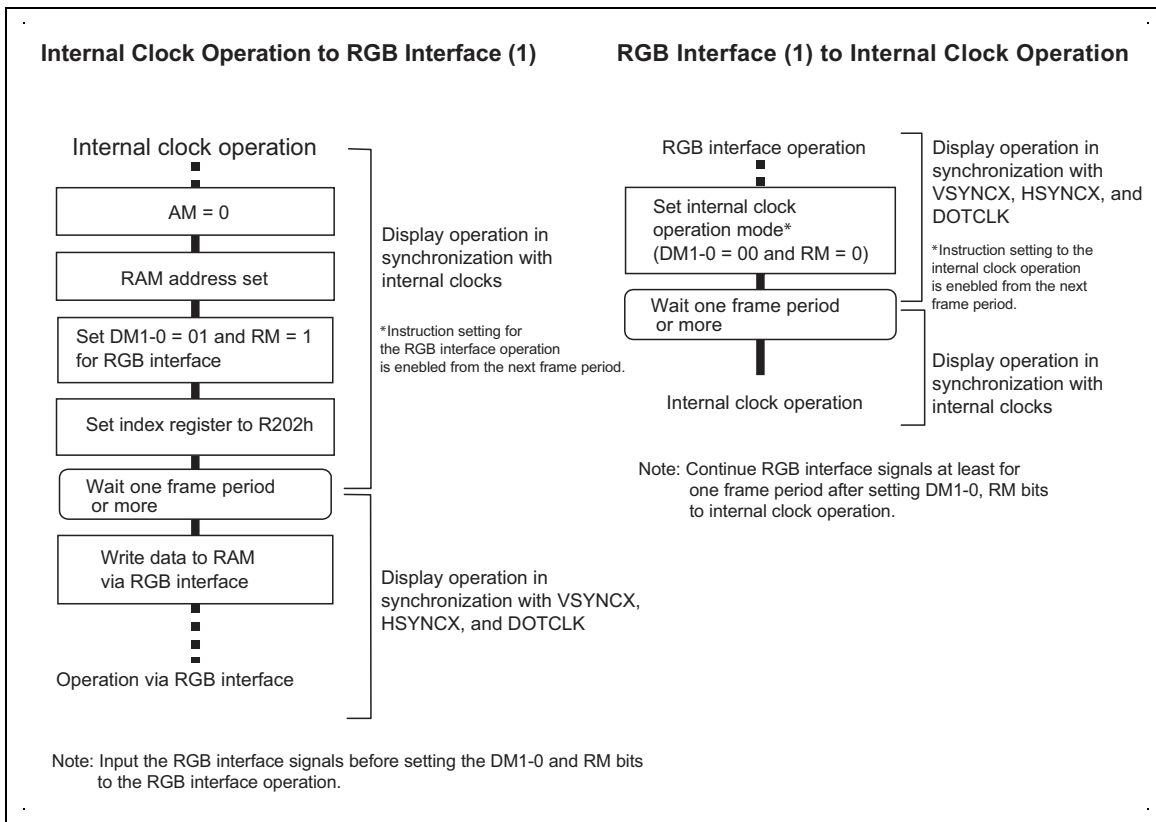 Internal Clock Operation to RGB Interface (1)
Internal clock operation
AM = 0
RAM address set
Set DM1-0 = 01 and RM = 1
for RGB interface
Set index register to R202h
Wait one frame period
or more
Write data to RAM
via RGB interface
Operation via RGB interface
Display operation in
synchronization with
internal clocks
*Instruction setting for
the RGB interface operation
is enebled from the next frame period.
Display operation in
synchronization with VSYNCX,
HSYNCX, and DOTCLK
Note: Input the RGB interface signals before setting the DM1-0 and RM bits
to the RGB interface operation.
RGB Interface (1) to Internal Clock Operation
RGB interface operation
Set internal clock
operation mode*
(DM1-0 = 00 and RM = 0)
Wait one frame period
or more
Internal clock operation
Display operation in
synchronization with
VSYNCX, HSYNCX, and
DOTCLK
*Instruction setting to the
internal clock operation
is enabled from the next
frame period.
Display operation in
synchronization with
internal clocks
Note: Continue RGB interface signals at least for
one frame period after setting DM1-0, RM bits
to internal clock operation.